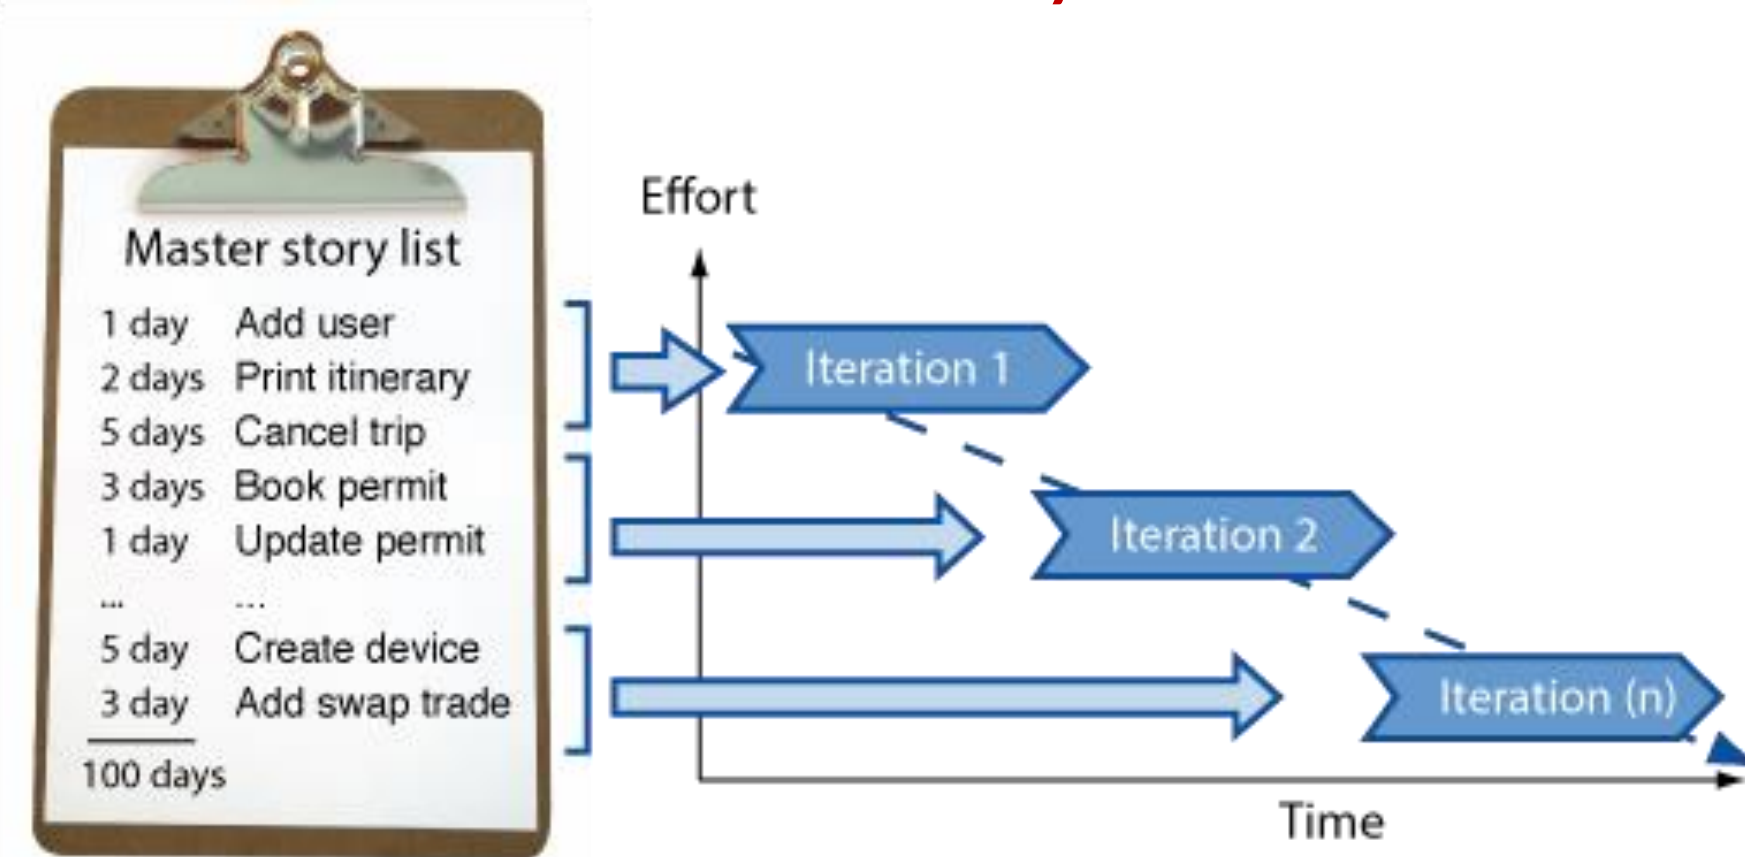 Master story list
1 day Add user
2 days Print itinerary
5 days Cancel trip
3 days Book permit
1 day Update permit
... ...
5 day Create device
3 day Add swap trade
100 days
Effort
Iteration 1
Iteration 2
Iteration (n)
Time